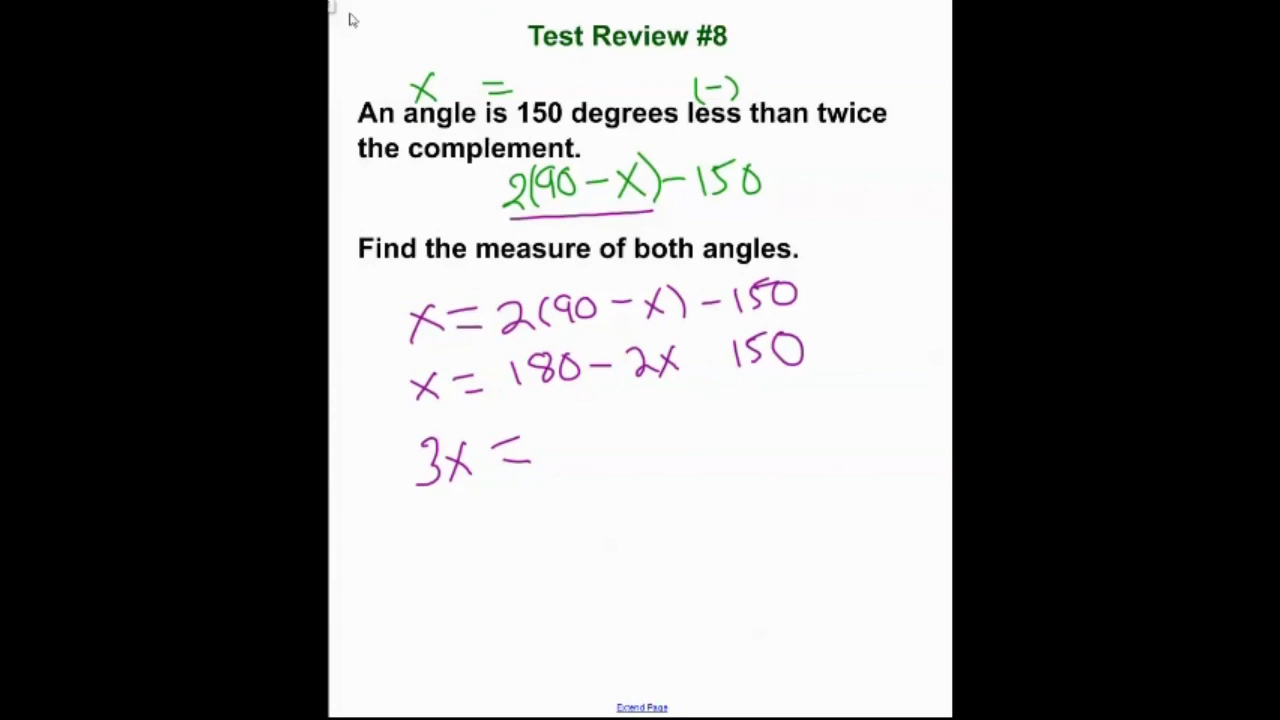 Test Review #8
x = (-)
An angle is 150 degrees less than twice
the complement.
2(90-x)-150
Find the measure of both angles.
x = 2(90 - x) - 150
x = 180 - 2x 150
3x =
Extend Page